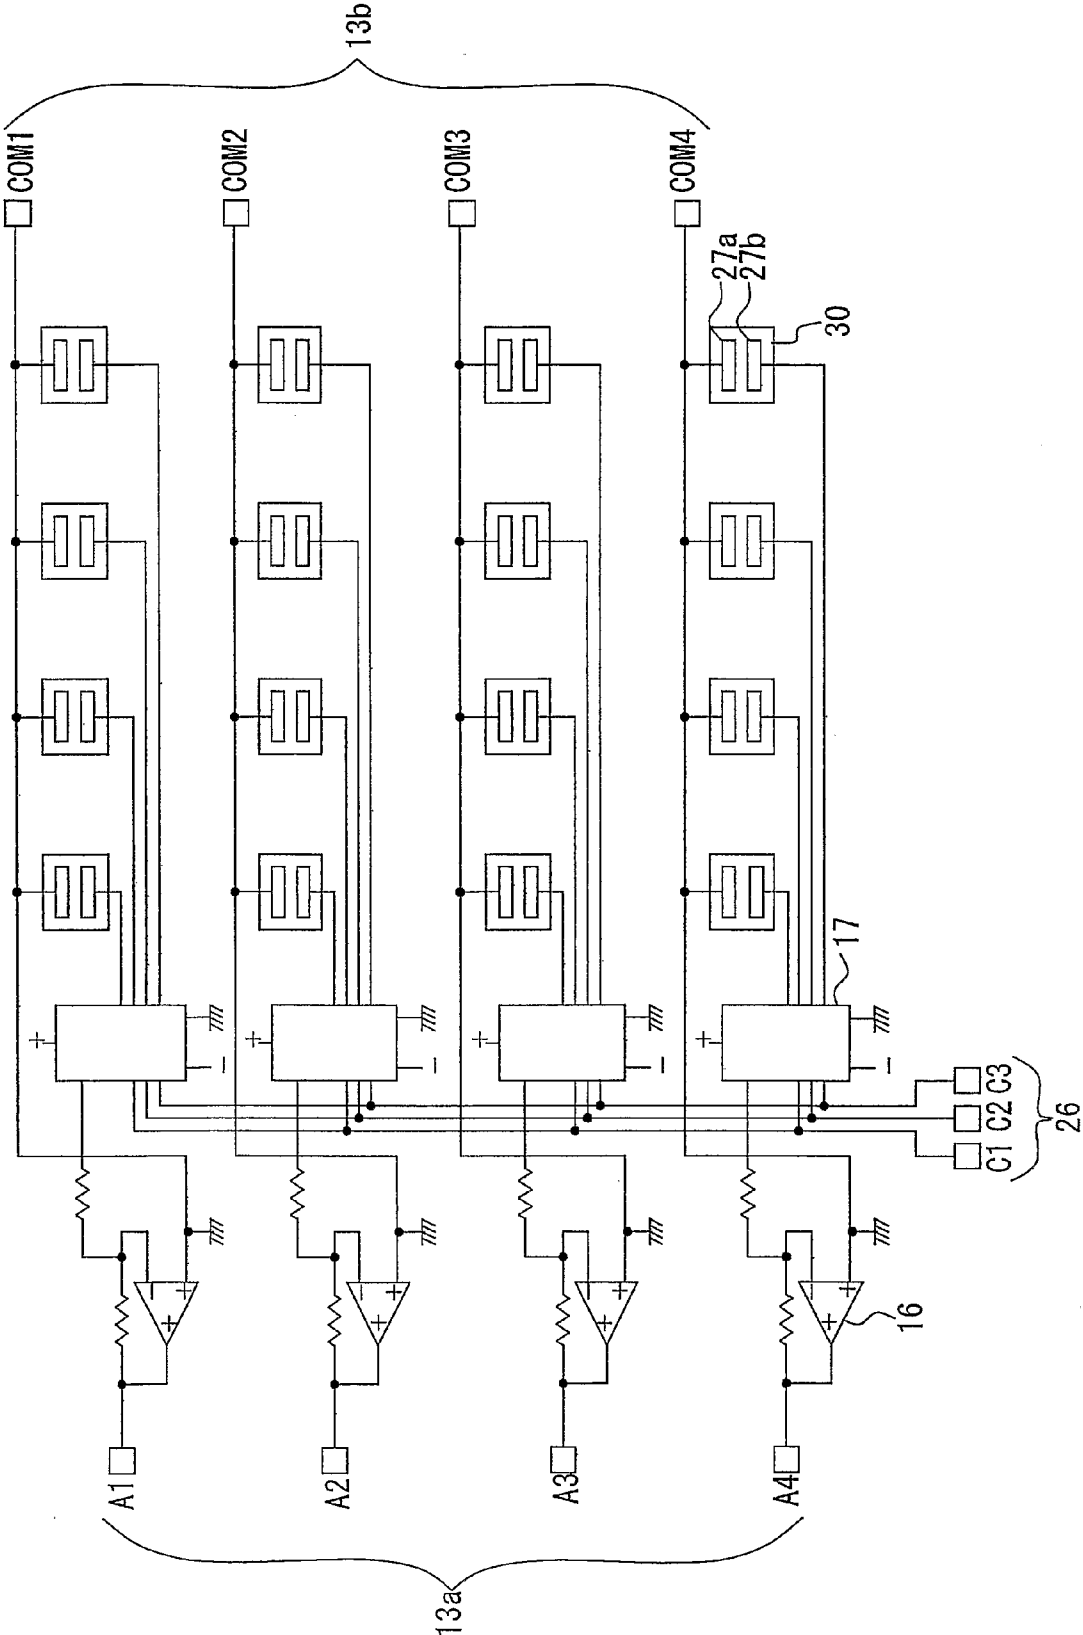 13b
COM1
COM2
COM3
COM4
27a
27b
30
17
+
−
+
−
+
−
+
−
C3
C2
C1
26
−
+
+
−
+
+
−
+
+
−
+
+
16
A1
A2
A3
A4
13a